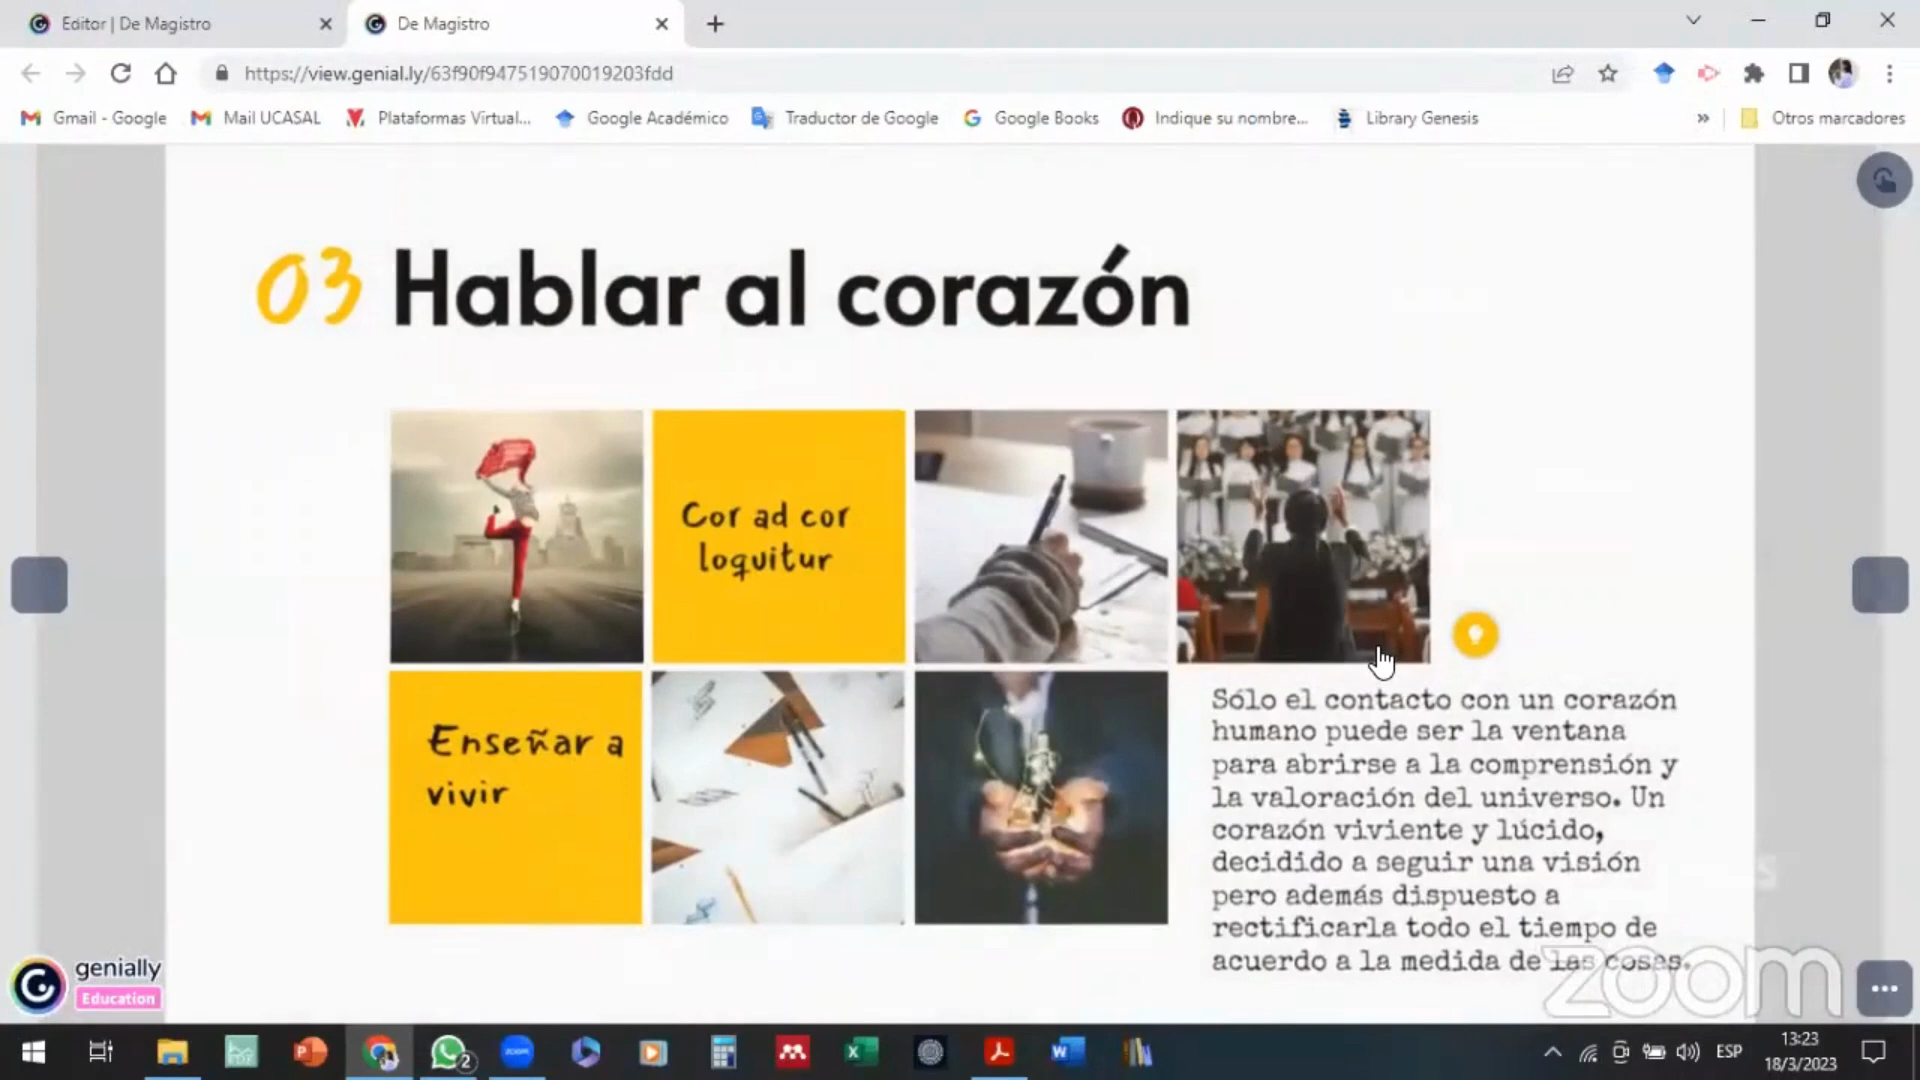 Editor | De Magistro
De Magistro
https://view.genial.ly/63f90f947519070019203fdd
Gmail - Google
Mail UCASAL
Plataformas Virtual...
Google Académico
Traductor de Google
Google Books
Indique su nombre...
Library Genesis
»
Otros marcadores
03 Hablar al corazón
Cor ad cor
loquitur
Enseñar a
vivir
Sólo el contacto con un corazón
humano puede ser la ventana
para abrirse a la comprensión y
la valoración del universo. Un
corazón viviente y lúcido,
decidido a seguir una visión
pero además dispuesto a
rectificarla todo el tiempo de
acuerdo a la medida de las cosas.
zoom
genially
Education
2
zoom
ESP
13:23
18/3/2023